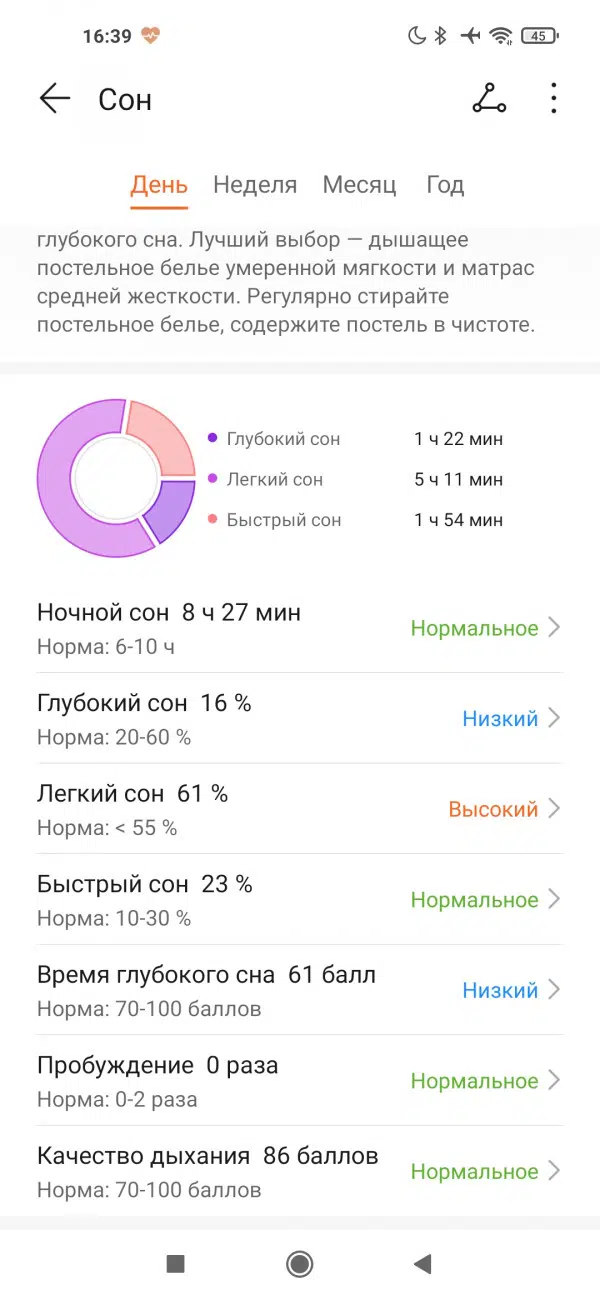 16:39
45
Сон
День Неделя Месяц Год
глубокого сна. Лучший выбор — дышащее
постельное белье умеренной мягкости и матрас
средней жесткости. Регулярно стирайте
постельное белье, содержите постель в чистоте.
Глубокий сон 1 ч 22 мин
Легкий сон 5 ч 11 мин
Быстрый сон 1 ч 54 мин
Ночной сон 8 ч 27 мин
Нормальное
Норма: 6-10 ч
Глубокий сон 16 %
Низкий
Норма: 20-60 %
Легкий сон 61 %
Высокий
Норма: < 55 %
Быстрый сон 23 %
Нормальное
Норма: 10-30 %
Время глубокого сна 61 балл
Низкий
Норма: 70-100 баллов
Пробуждение 0 раза
Нормальное
Норма: 0-2 раза
Качество дыхания 86 баллов
Нормальное
Норма: 70-100 баллов